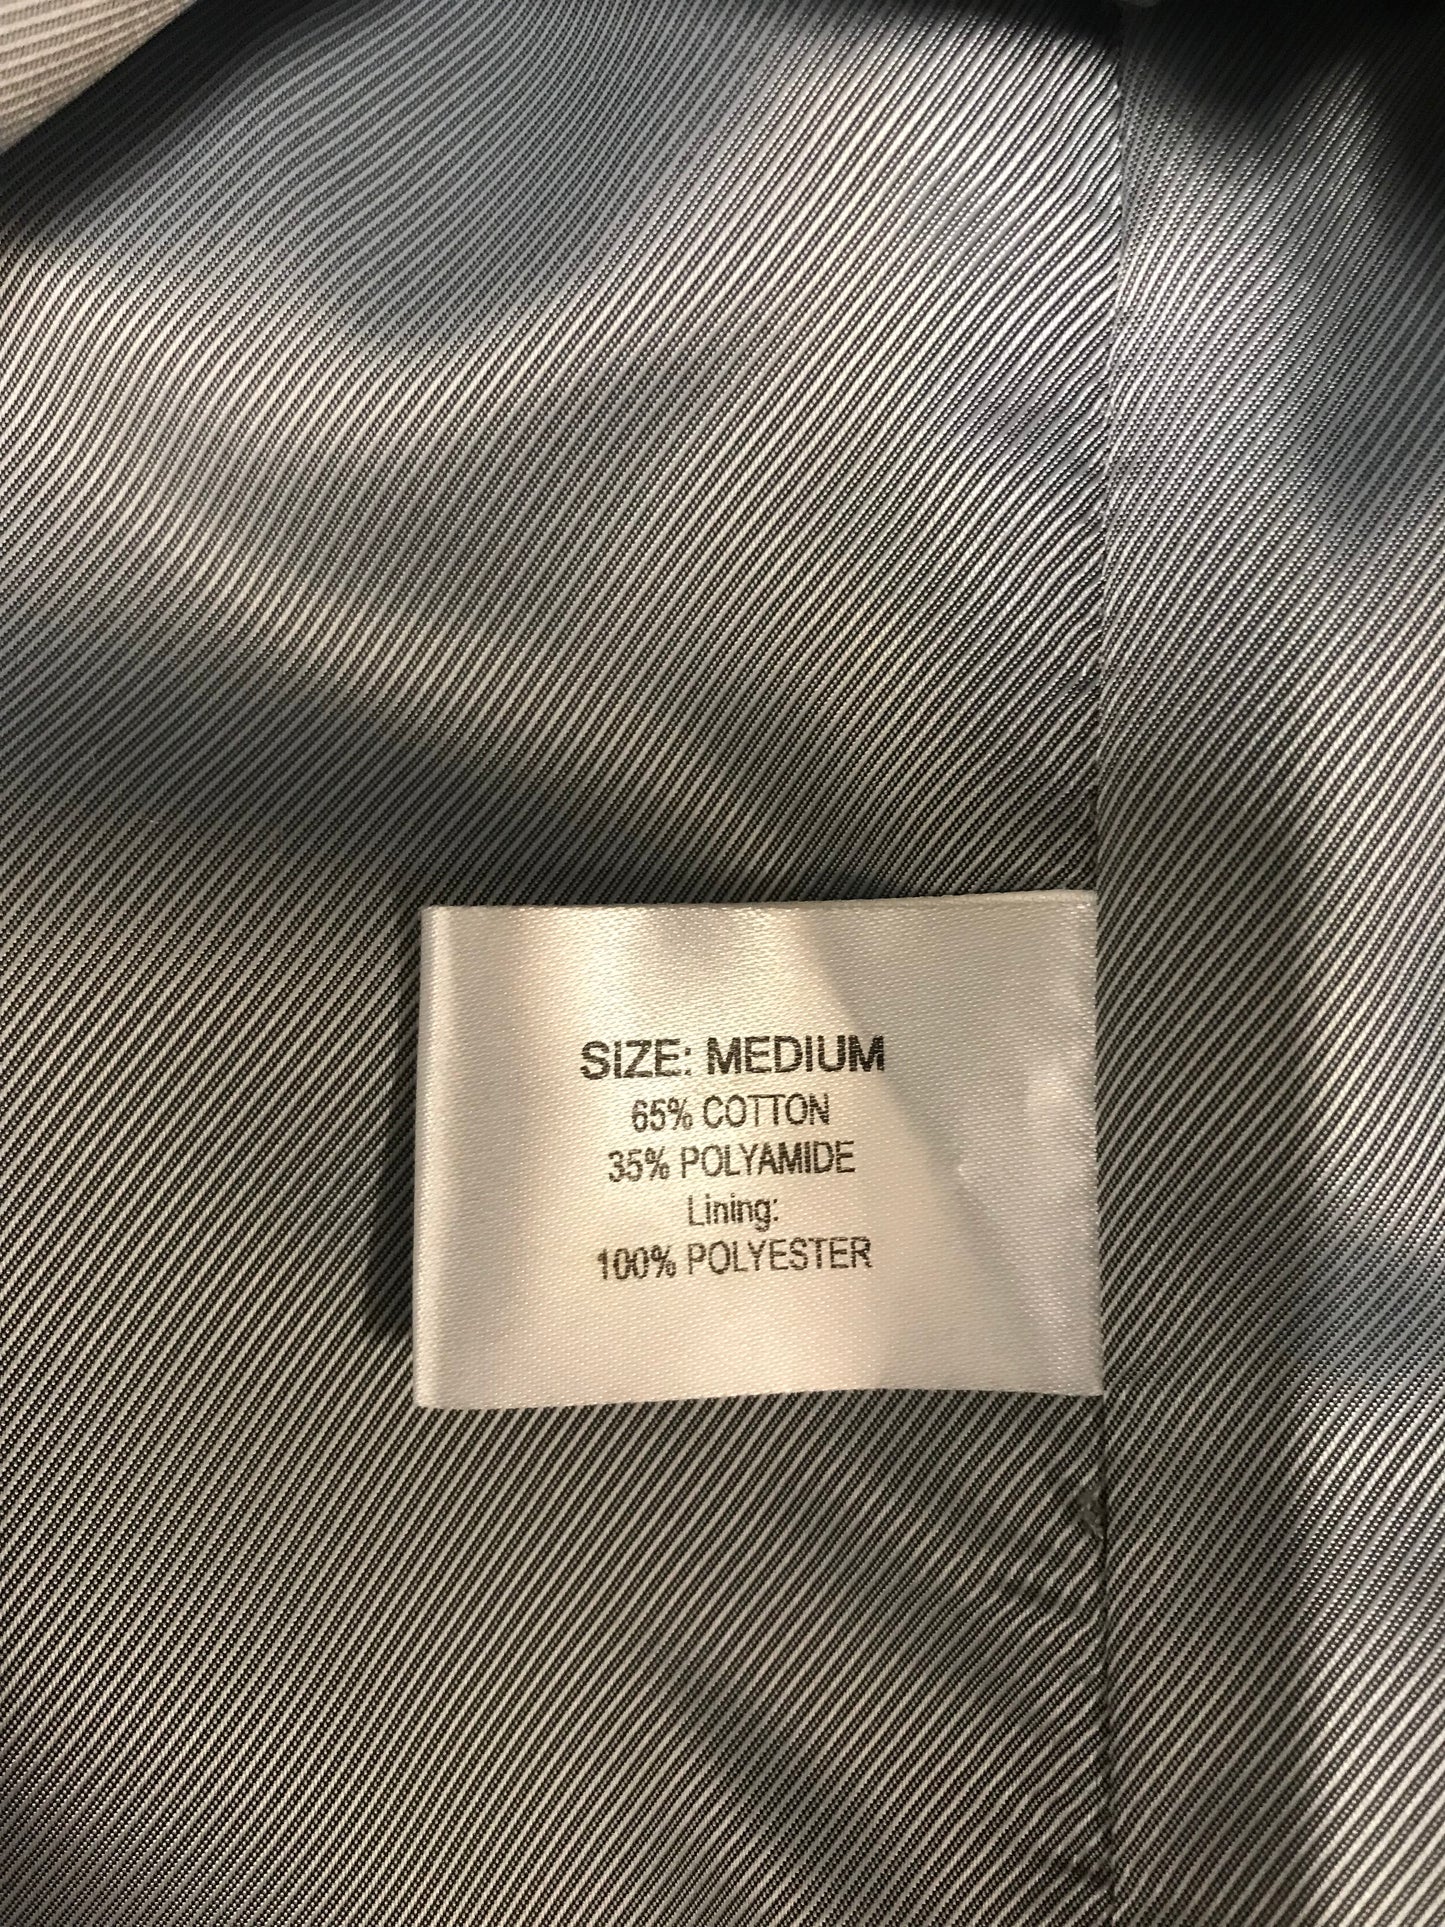 SIZE: MEDIUM
65% COTTON
35% POLYAMIDE
Lining:
100% POLYESTER